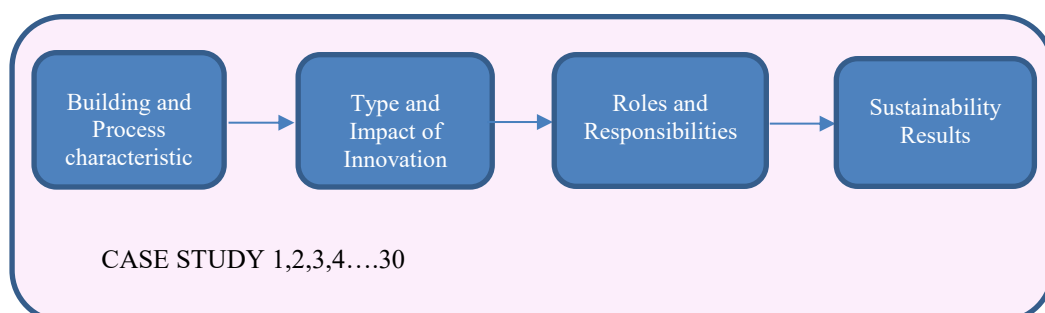 Building and
Process
characteristic
Type and
Impact of
Innovation
Roles and
Responsibilities
Sustainability
Results
CASE STUDY 1,2,3,4….30